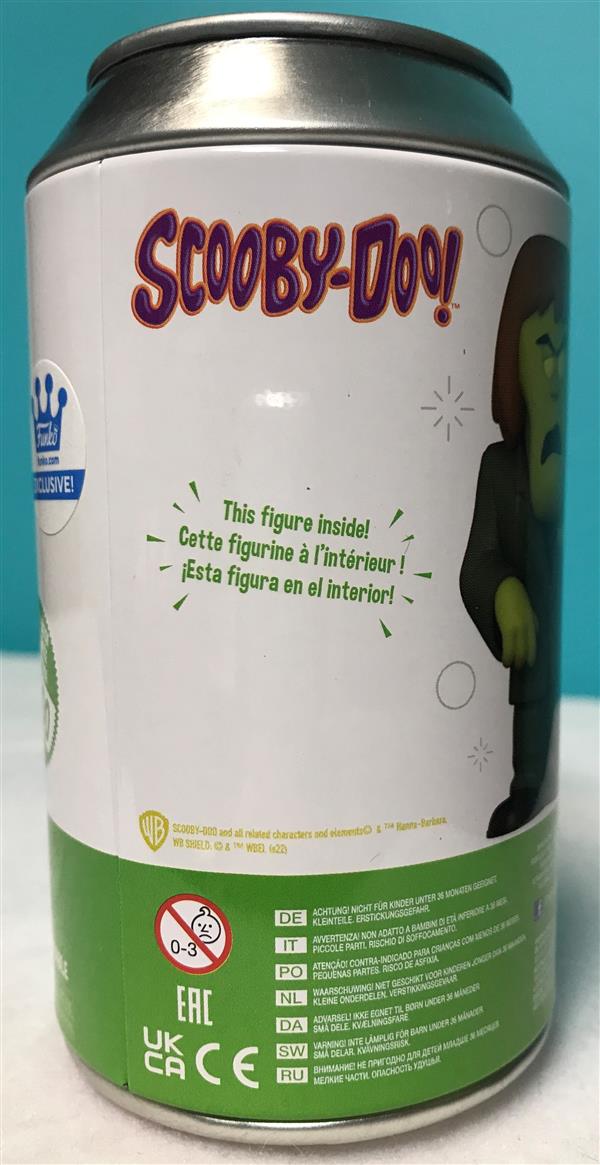 SCOOBY-DOO!™
Funko
CLUSIVE!
This figure inside!
Cette figurine à l'intérieur !
¡Esta figura en el interior!
WB
SCOOBY-DOO and all related characters and elements © & ™ Hanna-Barbera.
WB SHIELD: © & ™ WBEI. (s22)
0-3
EAC
UK
CA CE
DE ACHTUNG! NICHT FÜR KINDER UNTER 36 MONATEN GEEIGNET.
KLEINTEILE. ERSTICKUNGSGEFAHR.
IT AVVERTENZA! NON ADATTO A BAMBINI DI ETÀ INFERIORE A 36 MESI.
PICCOLE PARTI. RISCHIO DI SOFFOCAMENTO.
PO ATENÇÃO! CONTRA-INDICADO PARA CRIANÇAS COM MENOS DE 36 MESES.
PEQUENAS PARTES. RISCO DE ASFIXIA.
NL WAARSCHUWING! NIET GESCHIKT VOOR KINDEREN JONGER DAN 36 MAANDEN.
KLEINE ONDERDELEN. VERSTIKKINGSGEVAAR.
DA ADVARSEL! IKKE EGNET TIL BØRN UNDER 36 MÅNEDER
SMÅ DELE. KVÆLNINGSFARE.
SW VARNING! INTE LÄMPLIG FÖR BARN UNDER 36 MÅNADER
SMÅ DELAR. KVÄVNINGSRISK.
RU ВНИМАНИЕ! НЕ ПРИГОДНО ДЛЯ ДЕТЕЙ МЛАДШЕ 36 МЕСЯЦЕВ
МЕЛКИЕ ЧАСТИ. ОПАСНОСТЬ УДУШЬЯ.